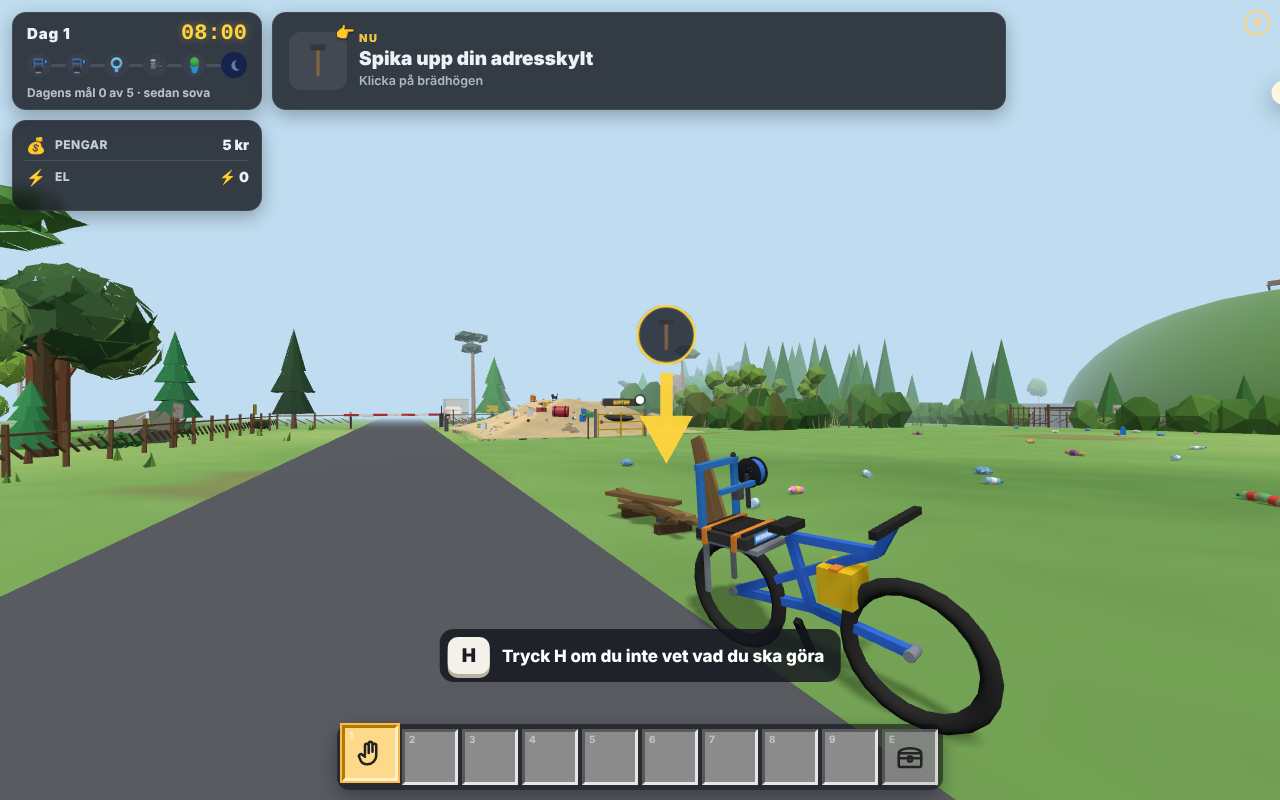 Dag 1
08:00
Dagens mål 0 av 5 · sedan sova
PENGAR
5 kr
EL
0
NU
Spika upp din adresskylt
Klicka på brädhögen
H
Tryck H om du inte vet vad du ska göra
1
2
3
4
5
6
7
8
9
E